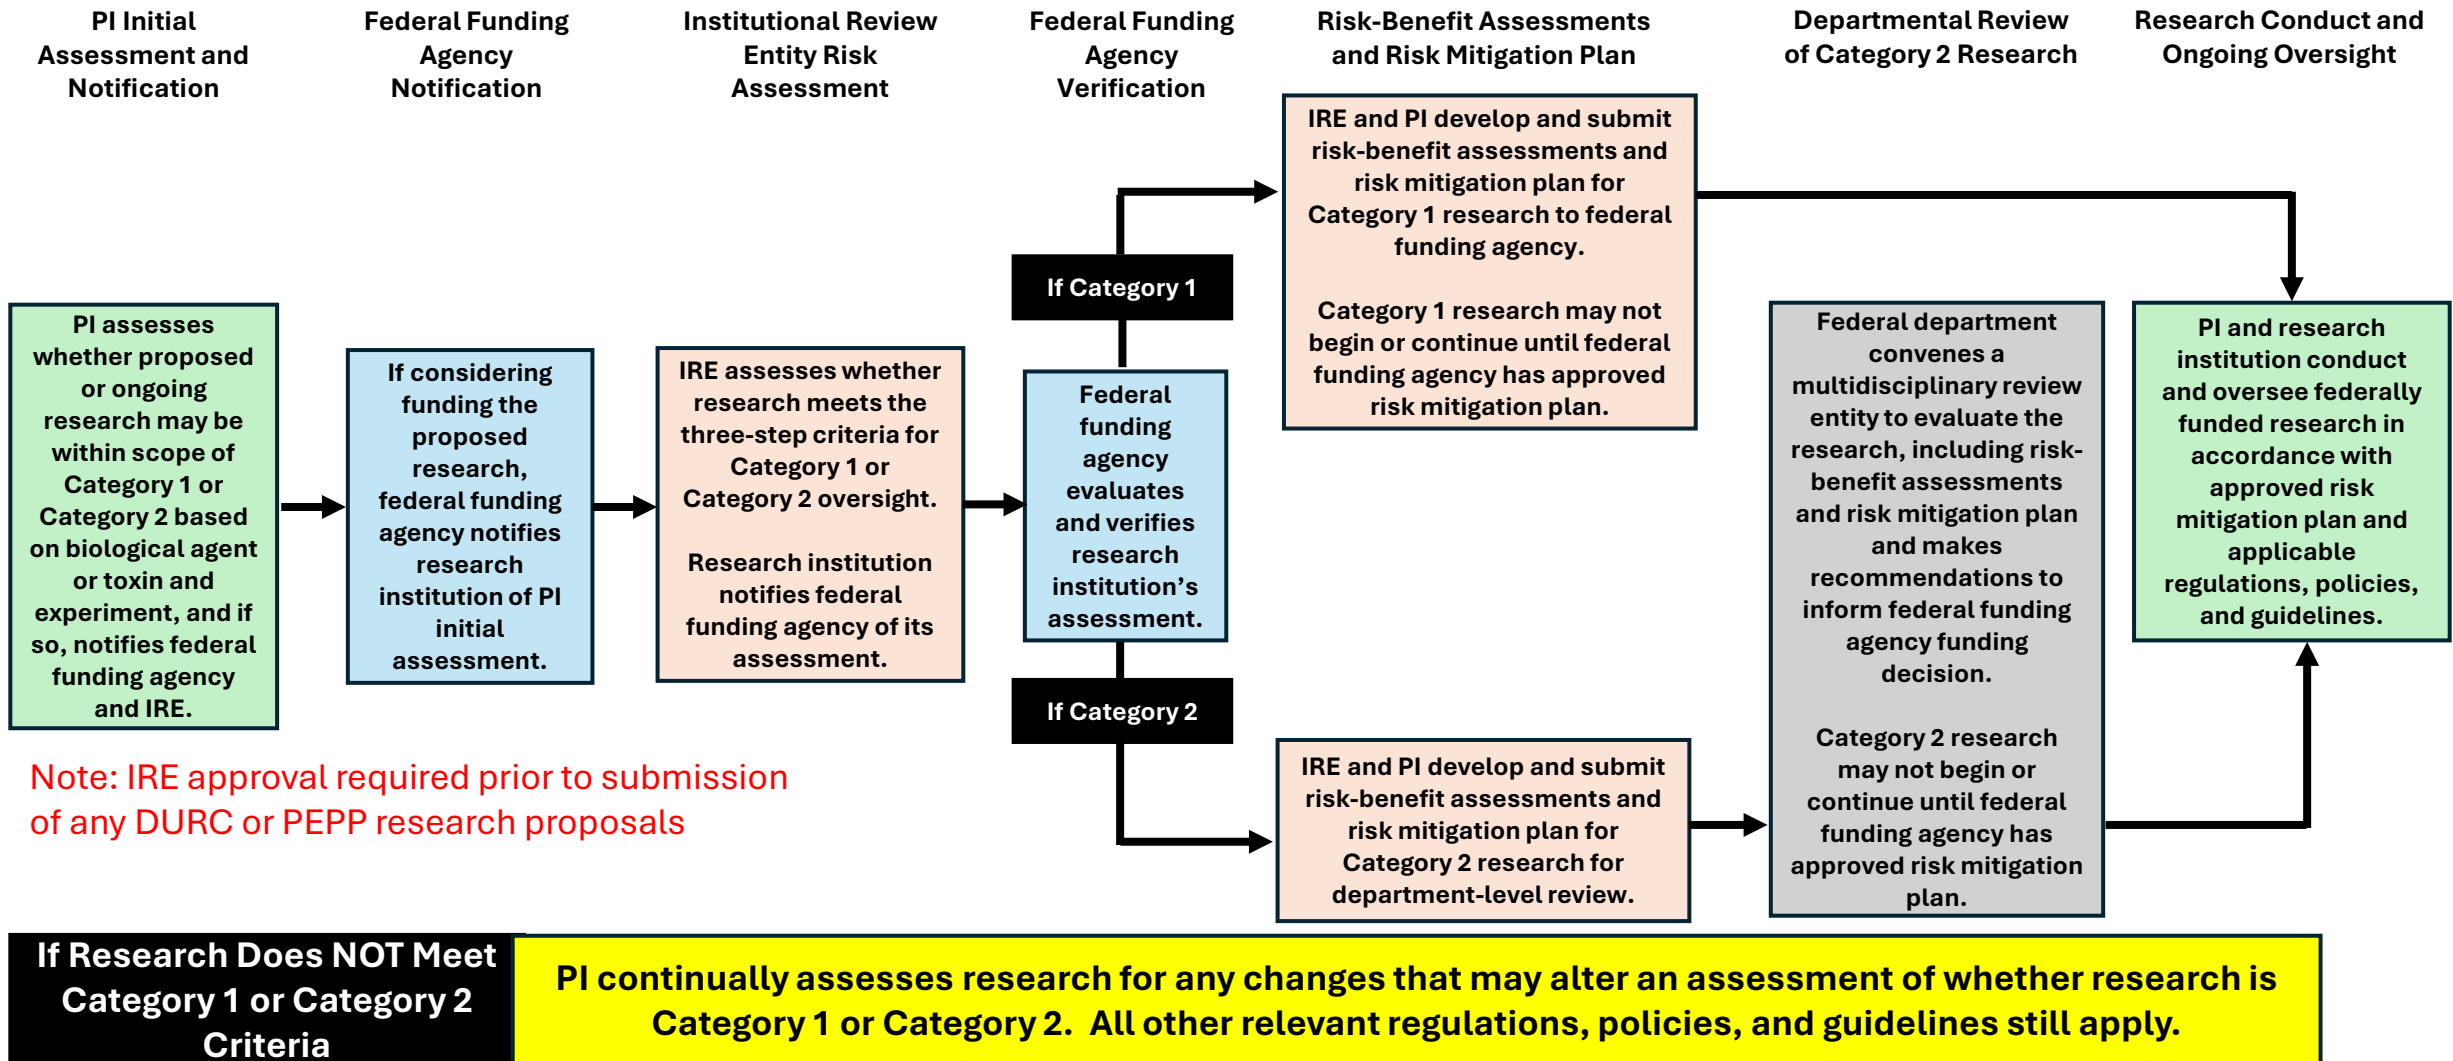 PI Initial
Assessment and
Notification
Federal Funding
Agency
Notification
Institutional Review
Entity Risk
Assessment
Federal Funding
Agency
Verification
Risk-Benefit Assessments
and Risk Mitigation Plan
Departmental Review
of Category 2 Research
Research Conduct and
Ongoing Oversight
PI assesses
whether proposed
or ongoing
research may be
within scope of
Category 1 or
Category 2 based
on biological agent
or toxin and
experiment, and if
so, notifies federal
funding agency
and IRE.
If considering
funding the
proposed
research,
federal funding
agency notifies
research
institution of PI
initial
assessment.
IRE assesses whether
research meets the
three-step criteria for
Category 1 or
Category 2 oversight.
Research institution
notifies federal
funding agency of its
assessment.
If Category 1
Federal
funding
agency
evaluates
and verifies
research
institution’s
assessment.
If Category 2
IRE and PI develop and submit
risk-benefit assessments and
risk mitigation plan for
Category 1 research to federal
funding agency.
Category 1 research may not
begin or continue until federal
funding agency has approved
risk mitigation plan.
IRE and PI develop and submit
risk-benefit assessments and
risk mitigation plan for
Category 2 research for
department-level review.
Federal department
convenes a
multidisciplinary review
entity to evaluate the
research, including risk-
benefit assessments
and risk mitigation plan
and makes
recommendations to
inform federal funding
agency funding
decision.
Category 2 research
may not begin or
continue until federal
funding agency has
approved risk mitigation
plan.
PI and research
institution conduct
and oversee federally
funded research in
accordance with
approved risk
mitigation plan and
applicable
regulations, policies,
and guidelines.
Note: IRE approval required prior to submission
of any DURC or PEPP research proposals
If Research Does NOT Meet
Category 1 or Category 2
Criteria
PI continually assesses research for any changes that may alter an assessment of whether research is
Category 1 or Category 2.  All other relevant regulations, policies, and guidelines still apply.